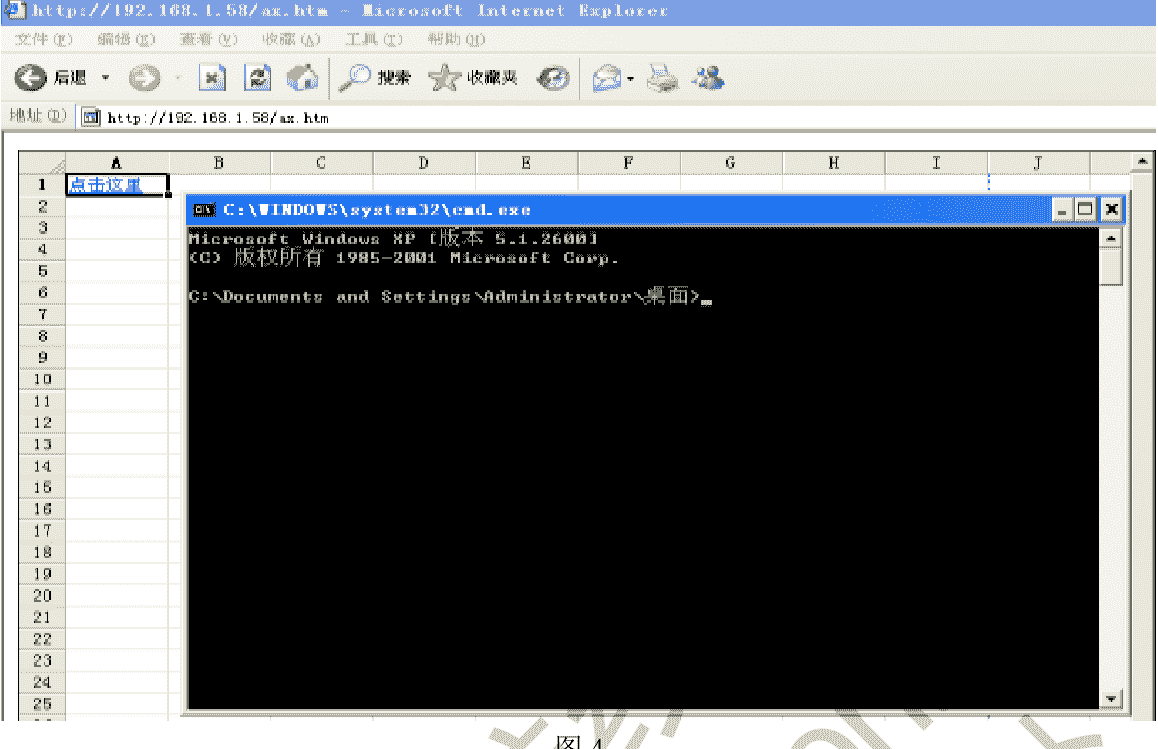 http://192.168.1.58/ax.htm - Microsoft Internet Explorer
文件(F) 编辑(E) 查看(V) 收藏(A) 工具(T) 帮助(H)
后退 搜索 收藏夹
地址(D) http://192.168.1.58/ax.htm
A B C D E F G H I J
1 点击这里
2
3
4
5
6
7
8
9
10
11
12
13
14
15
16
17
18
19
20
21
22
23
24
25
C:\WINDOWS\system32\cmd.exe
Microsoft Windows XP [版本 5.1.2600]
(C) 版权所有 1985-2001 Microsoft Corp.
C:\Documents and Settings\Administrator\桌面>_
图 4